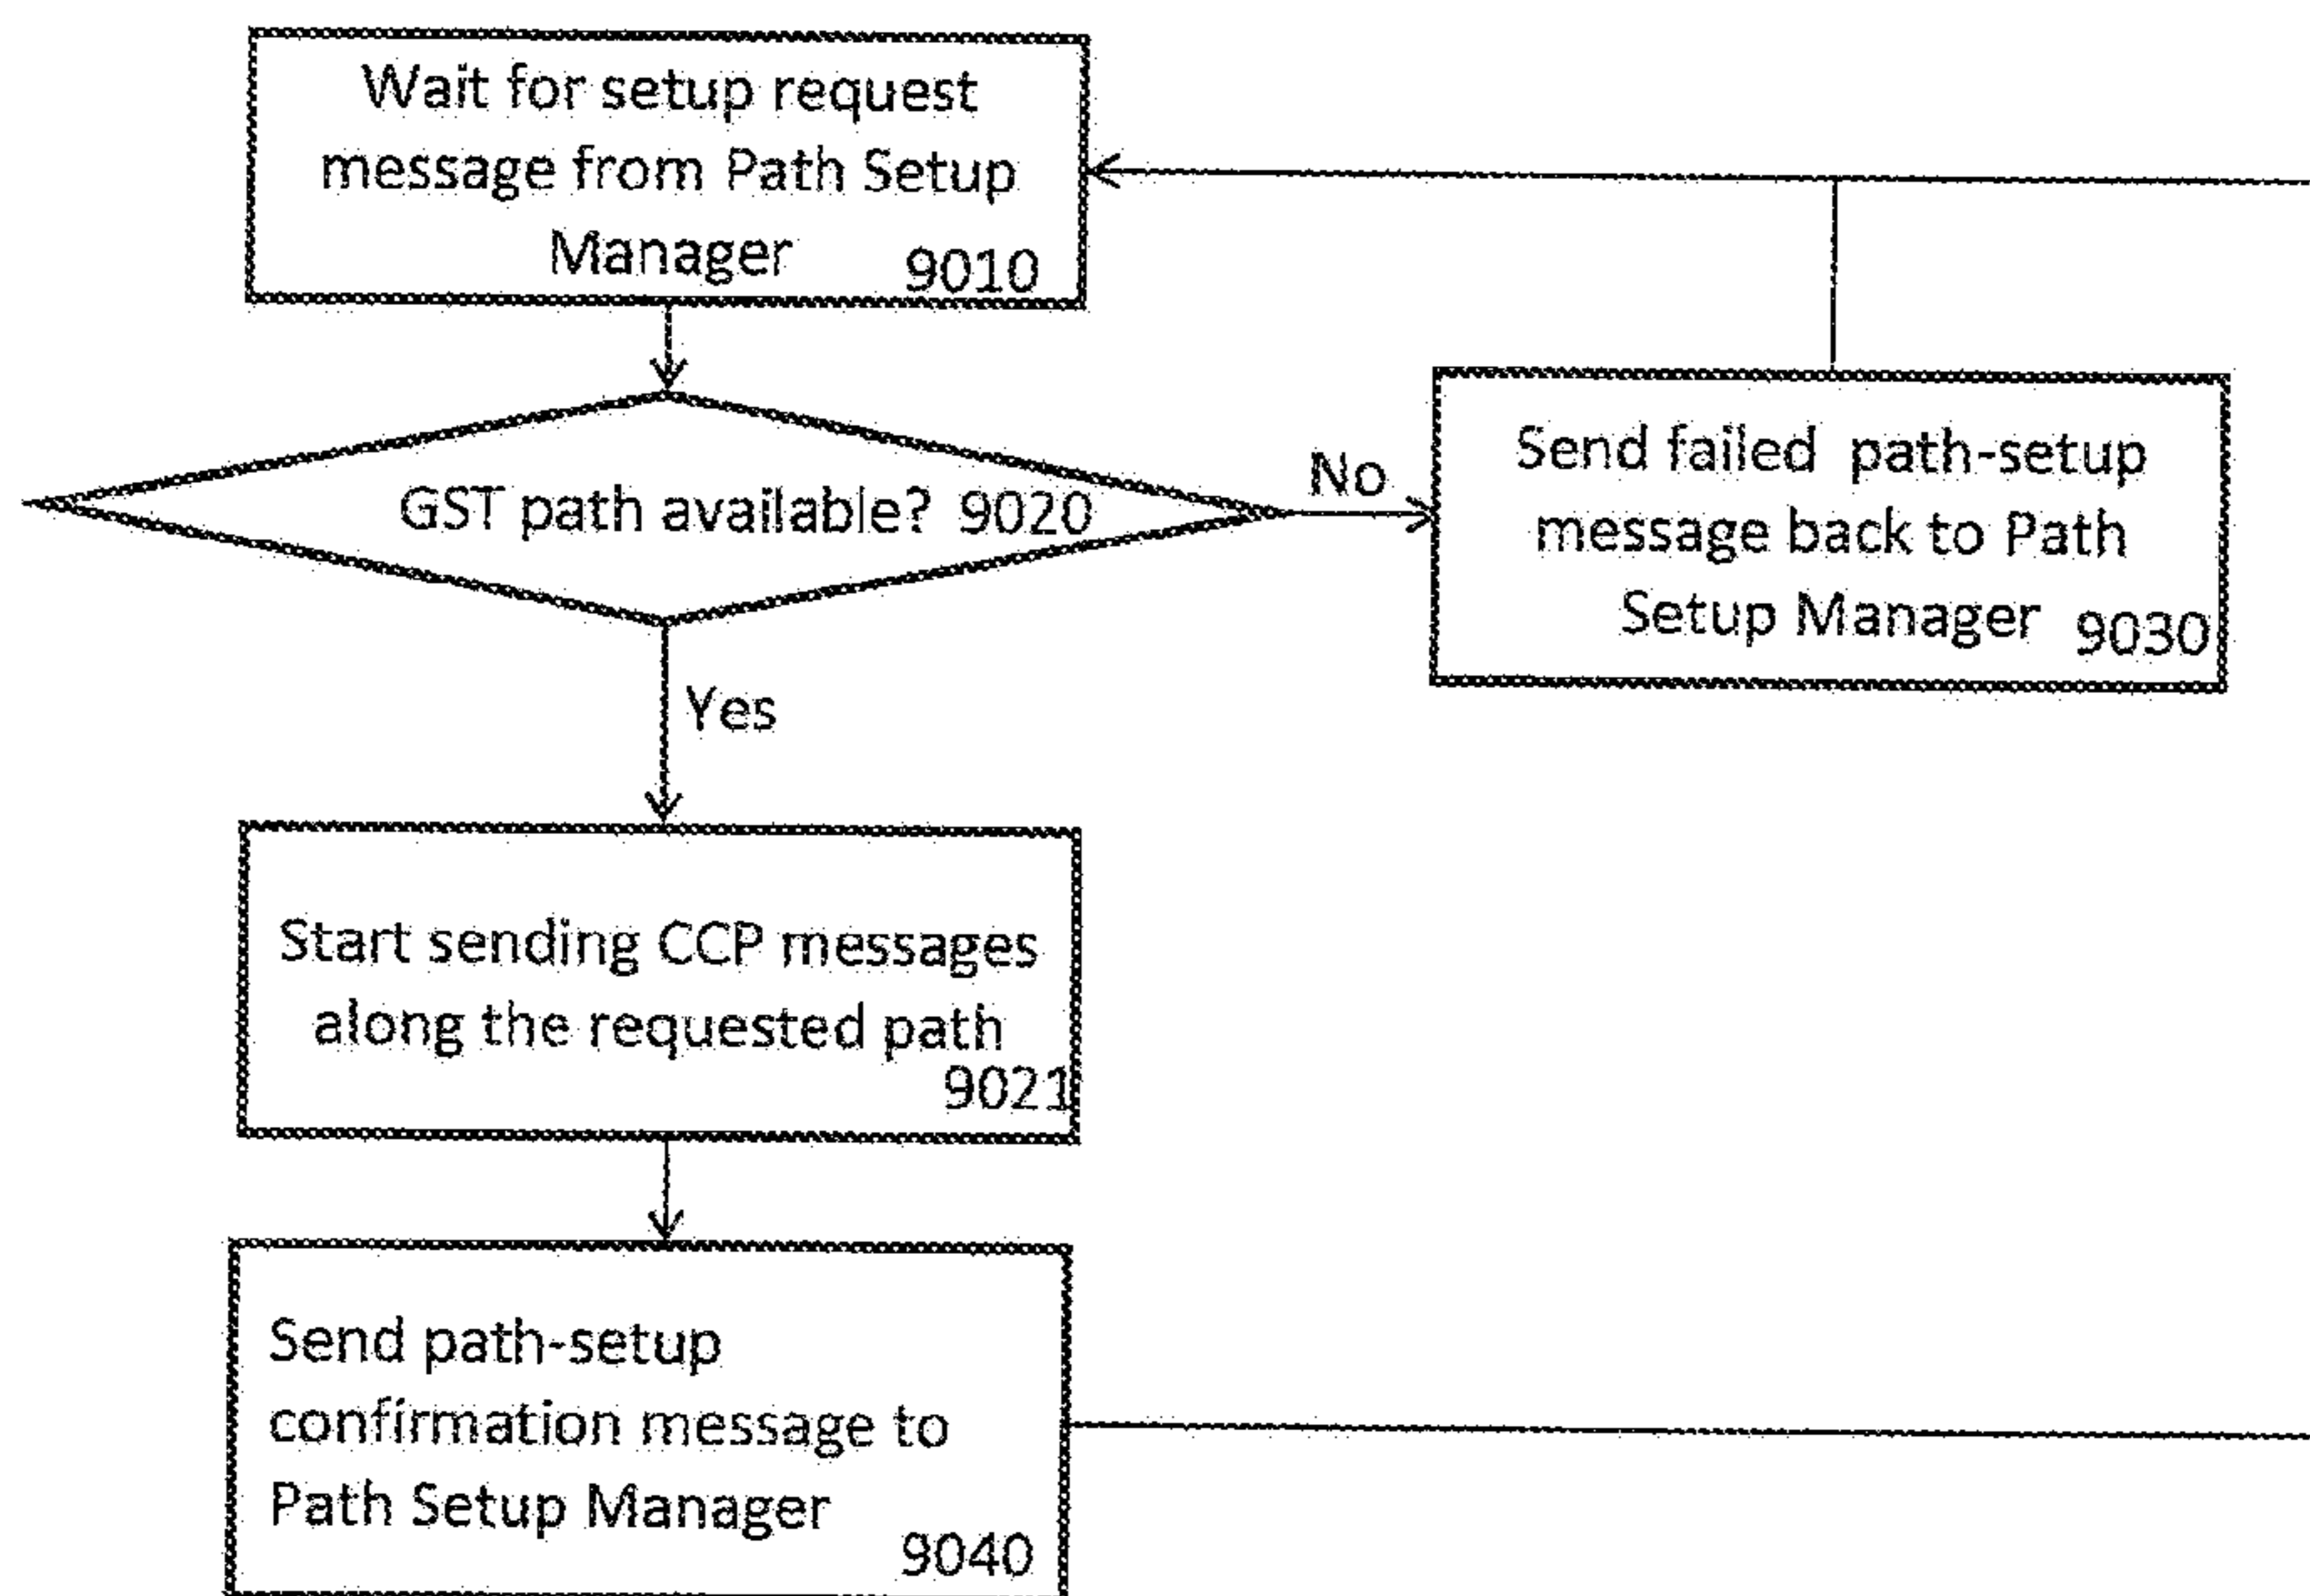 Wait for setup request
message from Path Setup
Manager 9010
GST path available? 9020
No
Send failed path-setup
message back to Path
Setup Manager 9030
Yes
Start sending CCP messages
along the requested path
9021
Send path-setup
confirmation message to
Path Setup Manager
9040